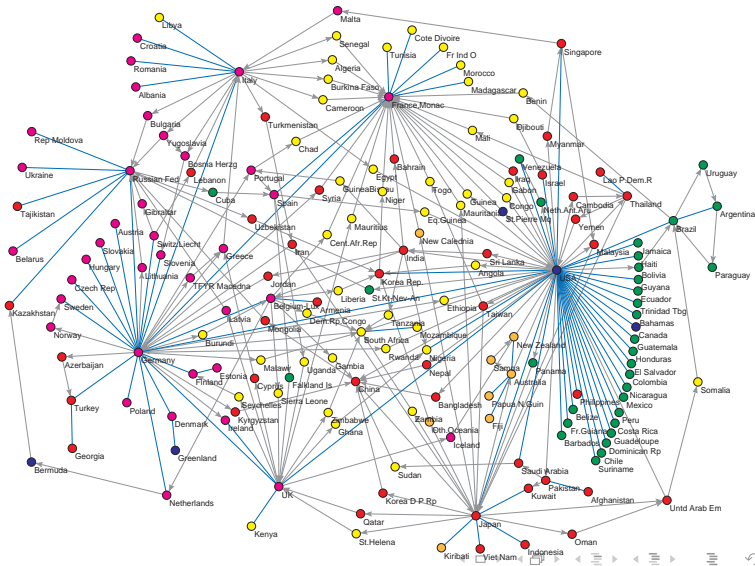 Malta
Libya
Senegal
Cote Divoire
Croatia
Tunisia
Fr Ind O
Singapore
Romania
Algeria
Morocco
Italy
Albania
Burkina Faso
Madagascar
Cameroon
France,Monac
Benin
Bulgaria
Turkmenistan
Djibouti
Rep Moldova
Yugoslavia
Chad
Mali
Myanmar
Bosna Herzg
Bahrain
Venezuela
Uruguay
Ukraine
Russian Fed
Lebanon
Portugal
Egypt
Iraq
Israel
Lao P.Dem.R
Cuba
Spain
Syria
GuineaBissau
Niger
Togo
Guinea
Gabon
Congo
Cambodia
Thailand
Tajikistan
Gibraltar
Mauritania
St.Pierre Mq
Neth.Ant.Aru
Argentina
Austria
Uzbekistan
Mauritius
Eq.Guinea
Yemen
Brazil
Slovakia
Switz.Liecht
Cent.Afr.Rep
New Calednia
Belarus
Hungary
Slovenia
Greece
Iran
India
Sri Lanka
Malaysia
Jamaica
Czech Rep
Lithuania
TFYR Macedna
Jordan
Korea Rep.
Angola
USA
Haiti
Paraguay
Bolivia
Kazakhstan
Sweden
Belgium-Lux
Liberia
St.Kt-Nev-An
Guyana
Armenia
Ethiopia
Taiwan
Ecuador
Norway
Latvia
Mongolia
Dem.Rp.Congo
Tanzania
Trinidad Tbg
Bahamas
Burundi
South Africa
Mozambique
New Zealand
Canada
Germany
Rwanda
Nigeria
Guatemala
Azerbaijan
Malawi
Uganda
Gambia
Nepal
Samoa
Panama
Honduras
Estonia
El Salvador
Finland
Cyprus
Falkland Is
China
Australia
Colombia
Turkey
Seychelles
Sierra Leone
Bangladesh
Papua N.Guin
Philippines
Nicaragua
Poland
Mexico
Denmark
Kyrgyzstan
Zimbabwe
Zambia
Fiji
Belize
Peru
Ireland
Ghana
Oth.Oceania
Fr.Guiana
Costa Rica
Iceland
Barbados
Guadeloupe
Georgia
Greenland
Dominican Rp
Bermuda
Chile
Suriname
Somalia
Sudan
Saudi Arabia
UK
Pakistan
Netherlands
Korea D P Rp
Kuwait
Afghanistan
Untd Arab Em
Qatar
Japan
Kenya
St.Helena
Oman
Kiribati
Viet Nam
Indonesia